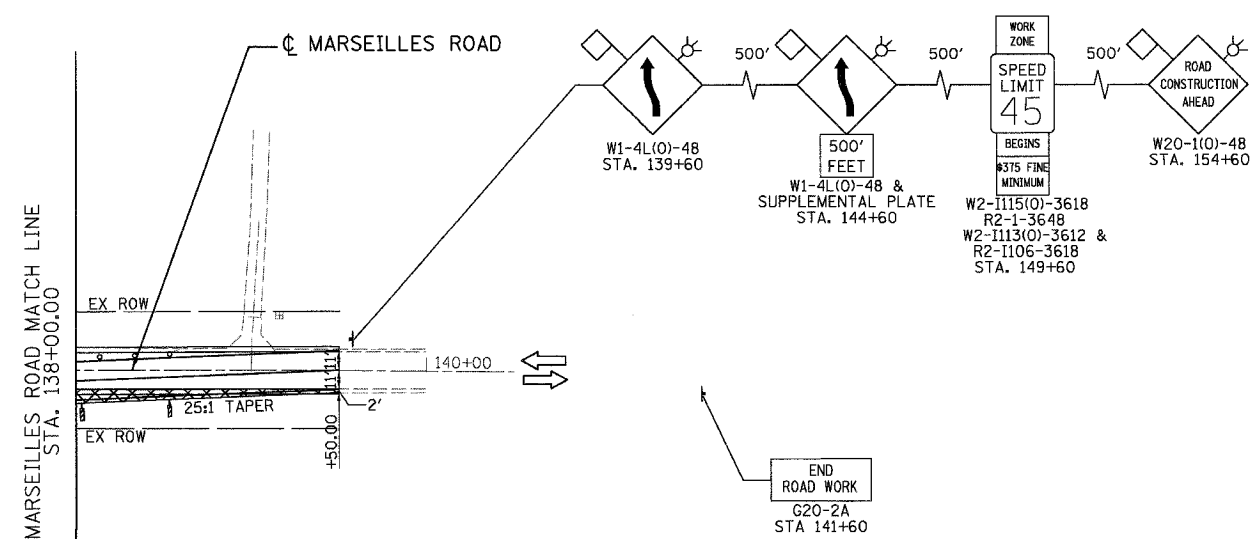 ℄ MARSEILLES ROAD
500'
500'
500'
WORK
ZONE
SPEED
LIMIT
45
BEGINS
$375 FINE
MINIMUM
ROAD
CONSTRUCTION
AHEAD
W1-4L(O)-48
STA. 139+60
500'
FEET
W1-4L(O)-48 &
SUPPLEMENTAL PLATE
STA. 144+60
W2-I115(O)-3618
R2-1-3648
W2-I113(O)-3612 &
R2-I106-3618
STA. 149+60
W20-1(O)-48
STA. 154+60
MARSEILLES ROAD MATCH LINE
STA. 138+00.00
EX ROW
11'
11'
140+00
25:1 TAPER
2'
EX ROW
+50.00
END
ROAD WORK
G20-2A
STA 141+60